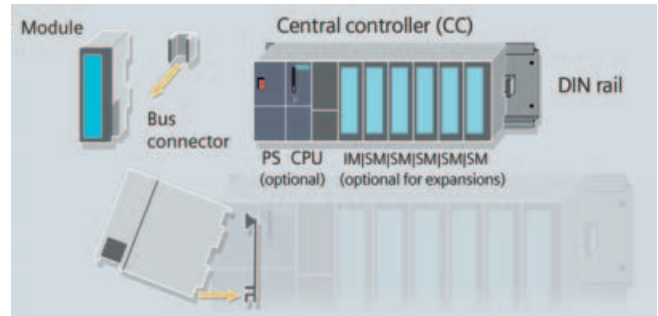 Module
Central controller (CC)
DIN rail
Bus
connector
PS CPU IM|SM|SM|SM|SM|SM
(optional) (optional for expansions)